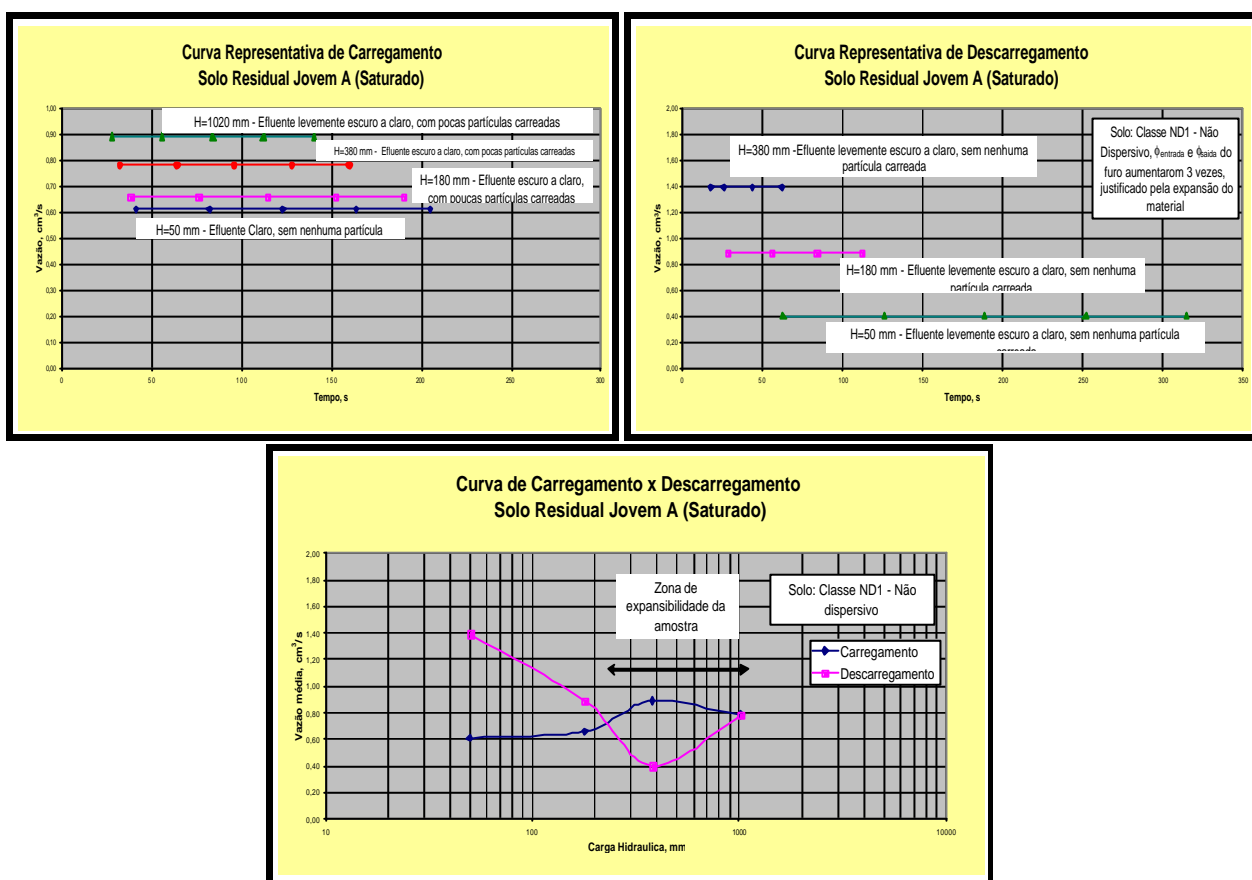 Curva Representativa de Carregamento
Solo Residual Jovem A (Saturado)
Vazão, cm³/s
1,00
0,90
0,80
0,70
0,60
0,50
0,40
0,30
0,20
0,10
0,00
H=1020 mm - Efluente levemente escuro a claro, com pocas partículas carreadas
H=380 mm - Efluente escuro a claro, com pocas partículas carreadas
H=180 mm - Efluente escuro a claro,
com poucas partículas carreadas
H=50 mm - Efluente Claro, sem nenhuma partícula
0 50 100 150 200 250 300
Tempo, s
Curva Representativa de Descarregamento
Solo Residual Jovem A (Saturado)
Vazão, cm³/s
2,00
1,80
1,60
1,40
1,20
1,00
0,80
0,60
0,40
0,20
0,00
H=380 mm -Efluente levemente escuro a claro, sem nenhuma
partícula carreada
Solo: Classe ND1 - Não
Dispersivo, ϕentrada e ϕsaida do
furo aumentarom 3 vezes,
justificado pela expansão do
material
H=180 mm - Efluente levemente escuro a claro, sem nenhuma
partícula carreada
H=50 mm - Efluente levemente escuro a claro, sem nenhuma partícula
carreada
0 50 100 150 200 250 300 350
Tempo, s
Curva de Carregamento x Descarregamento
Solo Residual Jovem A (Saturado)
Vazão média, cm³/s
2,00
1,80
1,60
1,40
1,20
1,00
0,80
0,60
0,40
0,20
0,00
Zona de
expansibilidade da
amostra
Solo: Classe ND1 - Não
dispersivo
Carregamento
Descarregamento
10 100 1000 10000
Carga Hidraulica, mm